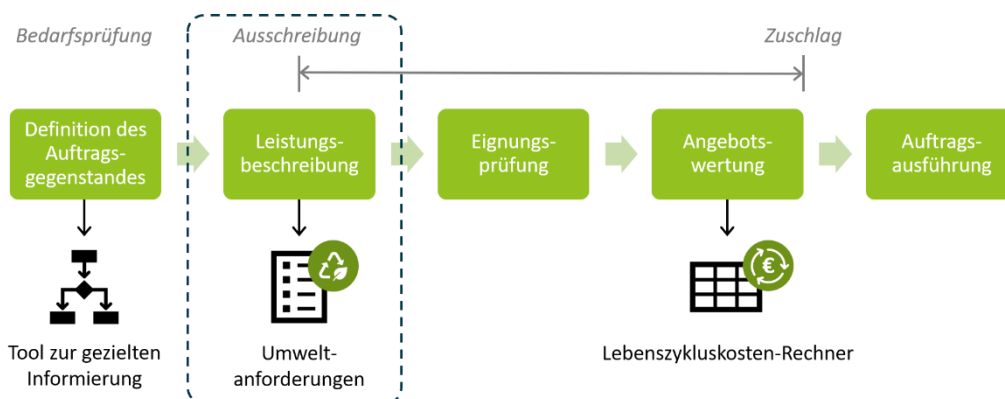 Bedarfsprüfung
Ausschreibung
Zuschlag
Definition des
Auftrags-
gegenstandes
Leistungs-
beschreibung
Eignungs-
prüfung
Angebots-
wertung
Auftrags-
ausführung
€
Tool zur gezielten
Informierung
Umwelt-
anforderungen
Lebenszykluskosten-Rechner